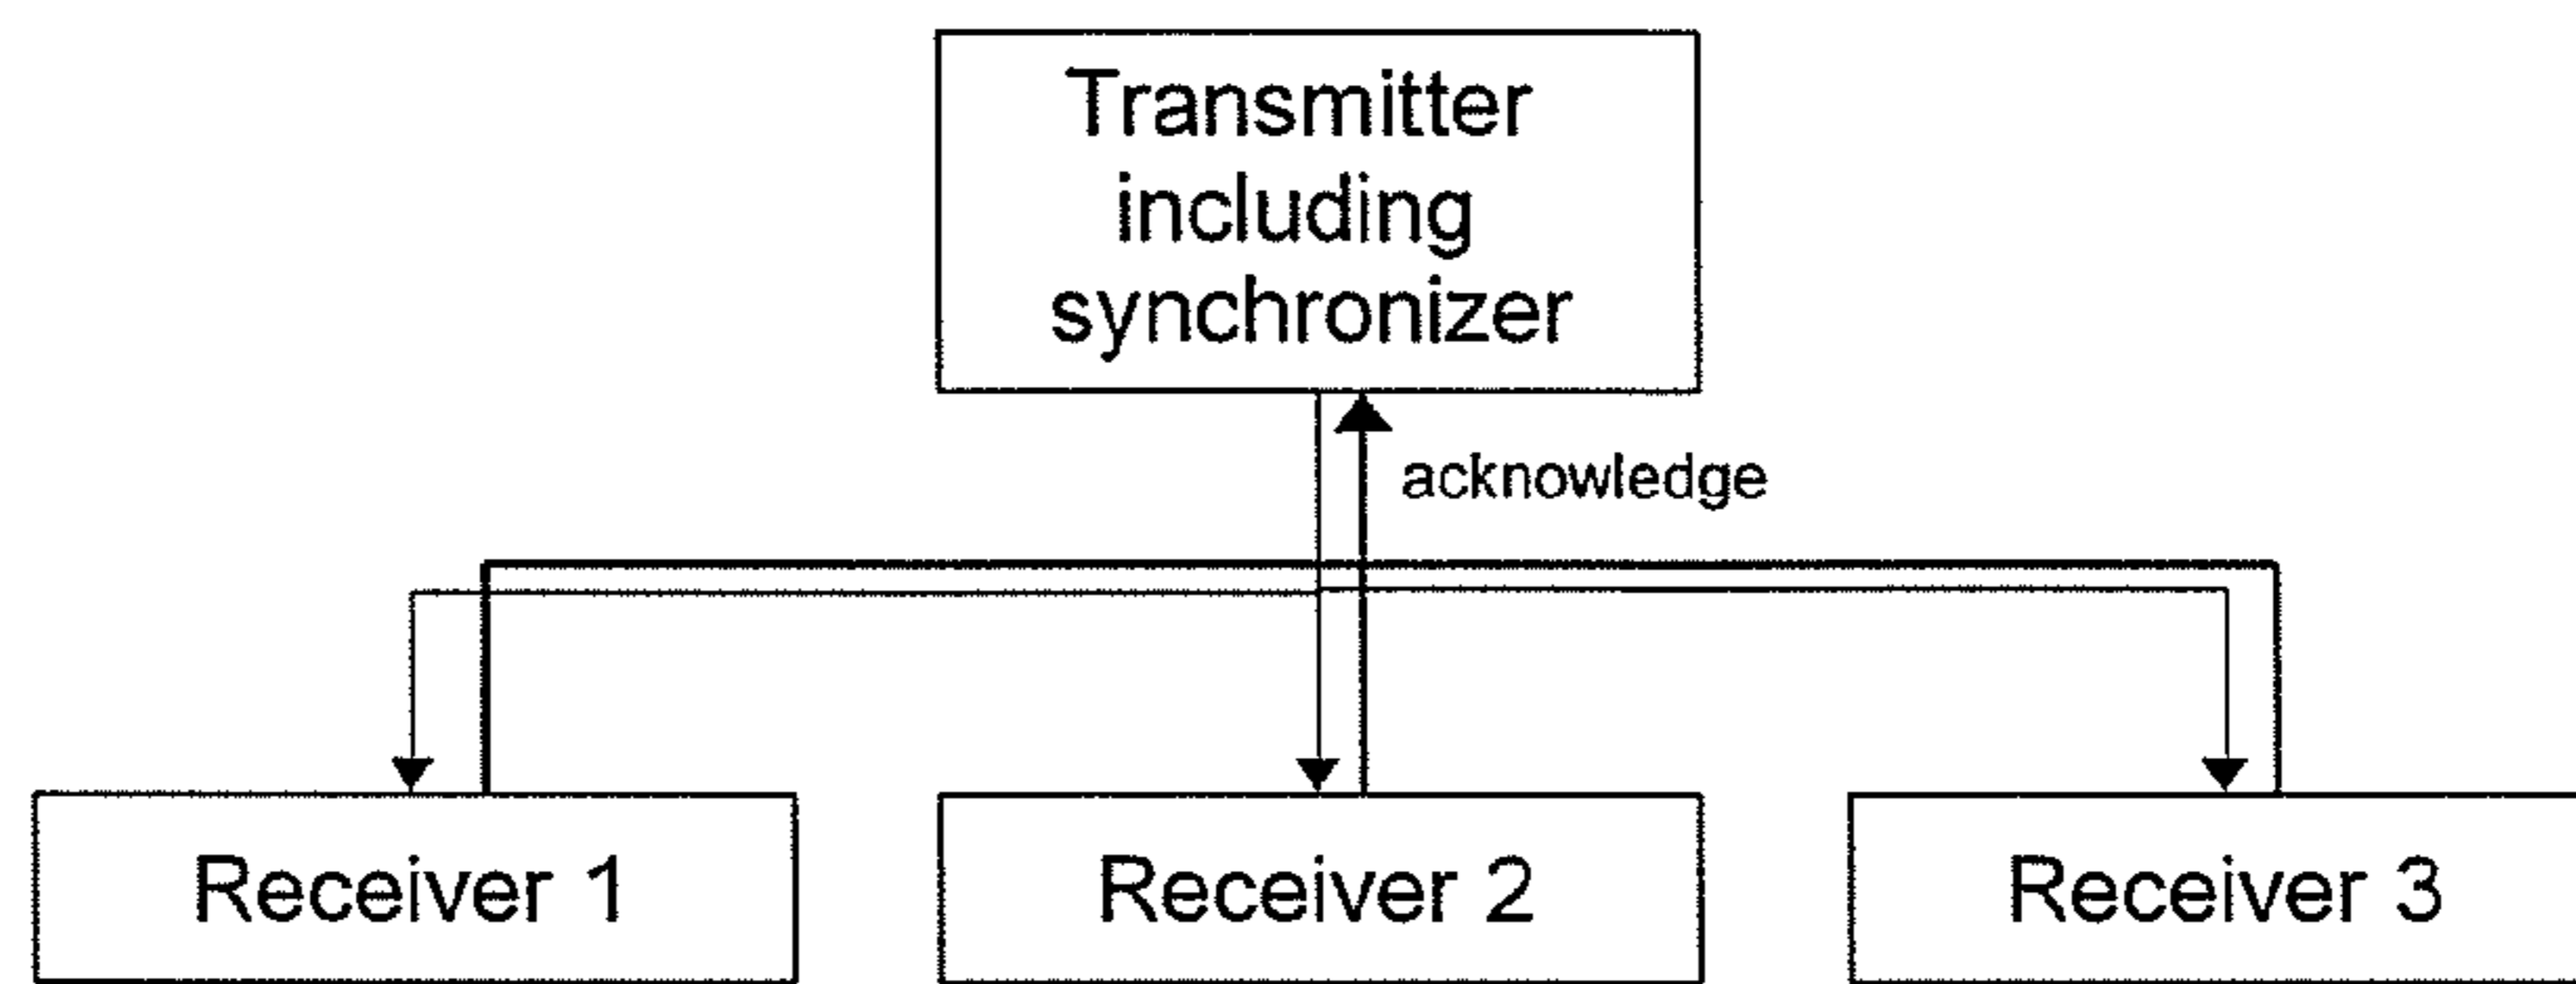 Transmitter
including
synchronizer
acknowledge
Receiver 1
Receiver 2
Receiver 3